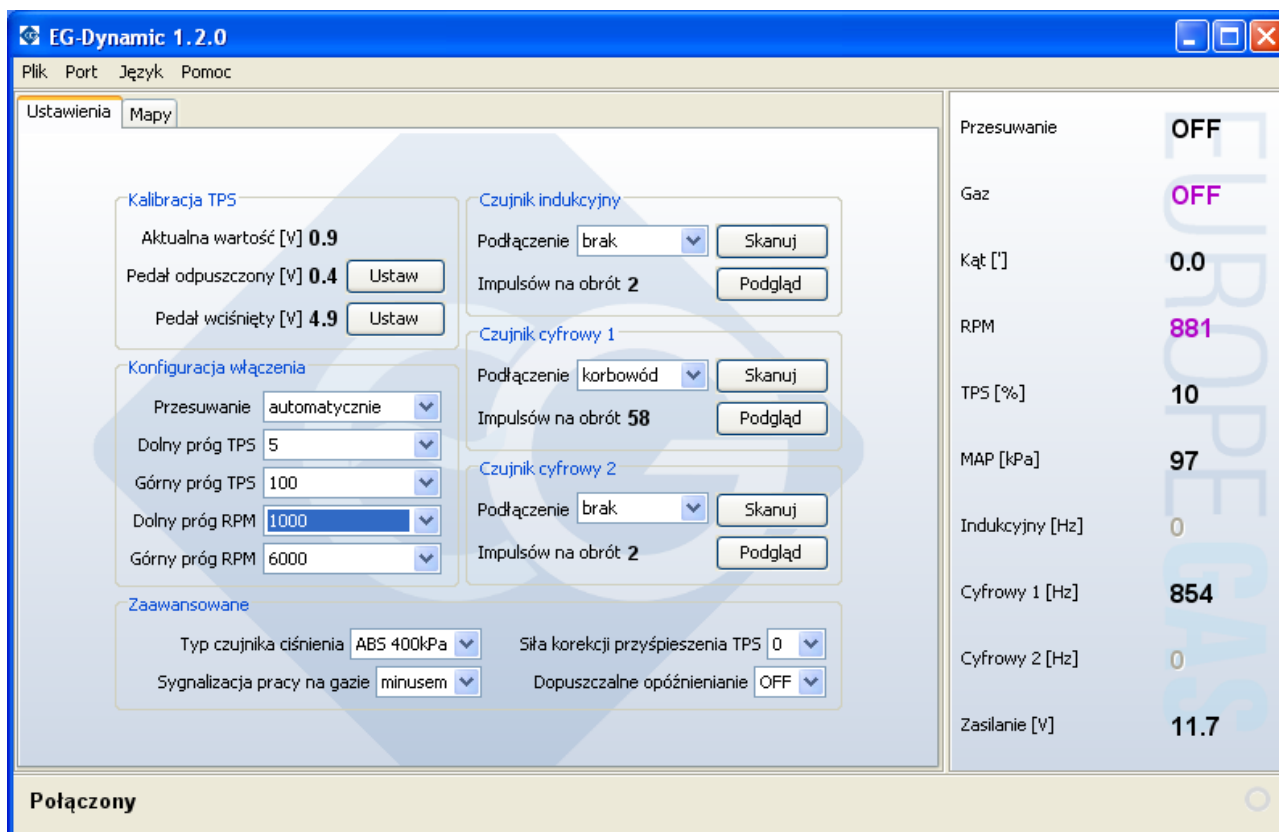 EG-Dynamic 1.2.0
Plik Port Język Pomoc
Ustawienia Mapy
Kalibracja TPS
Aktualna wartość [V] 0.9
Pedał odpuszczony [V] 0.4 Ustaw
Pedał wciśnięty [V] 4.9 Ustaw
Konfiguracja włączenia
Przesuwanie automatycznie
Dolny próg TPS 5
Górny próg TPS 100
Dolny próg RPM 1000
Górny próg RPM 6000
Czujnik indukcyjny
Podłączenie brak Skanuj
Impulsów na obrót 2 Podgląd
Czujnik cyfrowy 1
Podłączenie korbowód Skanuj
Impulsów na obrót 58 Podgląd
Czujnik cyfrowy 2
Podłączenie brak Skanuj
Impulsów na obrót 2 Podgląd
Zaawansowane
Typ czujnika ciśnienia ABS 400kPa Siła korekcji przyśpieszenia TPS 0
Sygnalizacja pracy na gazie minusem Dopuszczalne opóźnienianie OFF
Przesuwanie OFF
Gaz OFF
Kąt ['] 0.0
RPM 881
TPS [%] 10
MAP [kPa] 97
Indukcyjny [Hz] 0
Cyfrowy 1 [Hz] 854
Cyfrowy 2 [Hz] 0
Zasilanie [V] 11.7
EUROPE GAS
Połączony